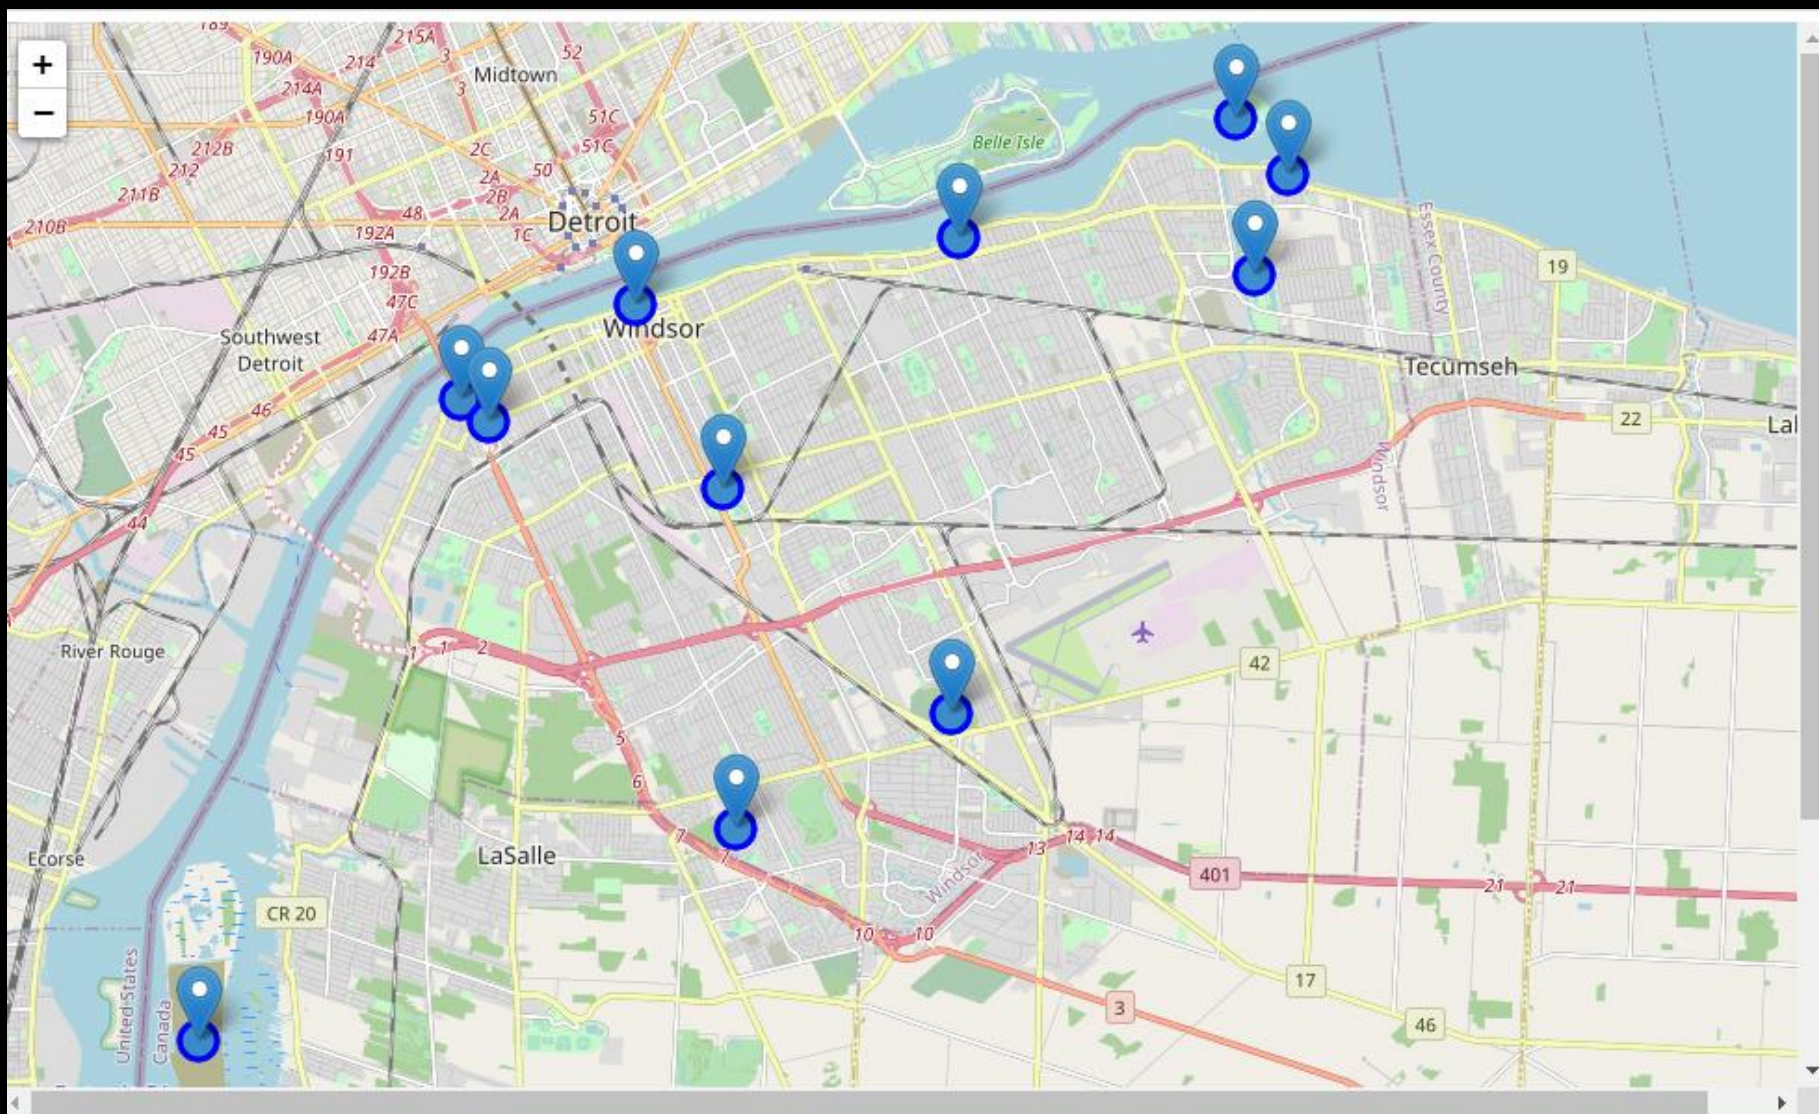 +
−
189
215A
3
52
190A
214
Midtown
214A
3
190A
51C
212B
191
2C
51C
212
50
Belle Isle
211B
2A
2B
48
2A
210B
192A
1C
Detroit
Essex County
192B
19
47C
Windsor
47A
Southwest
Detroit
Tecumseh
46
22
45
Lal
45
Windsor
44
1
1
2
River Rouge
42
5
6
7
14
14
7
13
Ecorse
LaSalle
Windsor
401
21
21
CR 20
10
10
United States
Canada
17
3
46